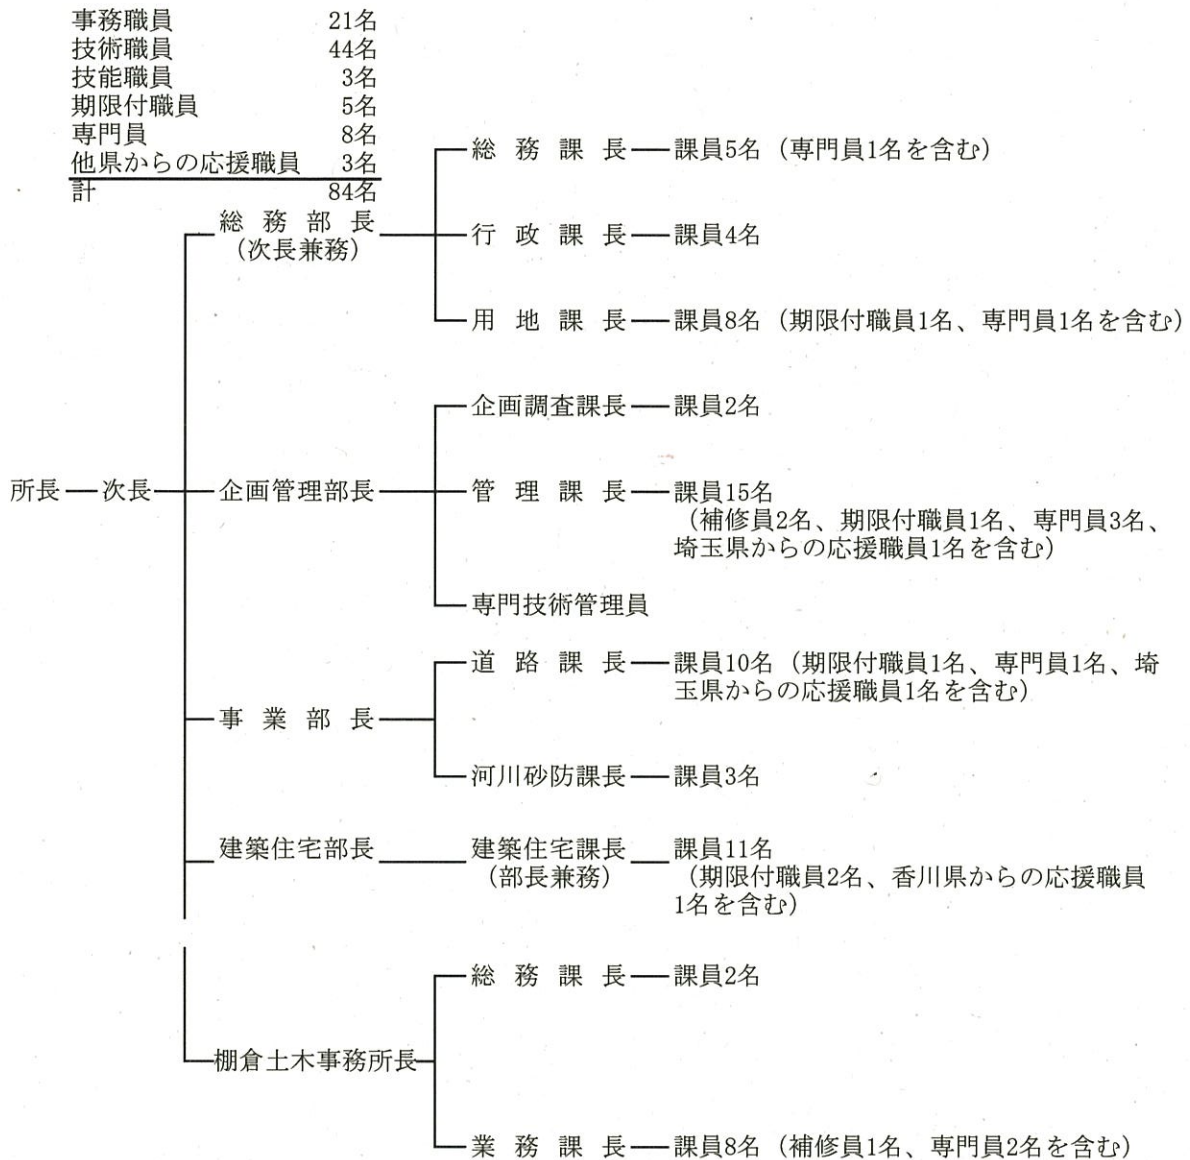 事務職員 21名
技術職員 44名
技能職員 3名
期限付職員 5名
専門員 8名
他県からの応援職員 3名
計 84名
総務課長 課員5名（専門員1名を含む）
総務部長
（次長兼務）
行政課長 課員4名
用地課長 課員8名（期限付職員1名、専門員1名を含む）
企画調査課長 課員2名
所長 次長 企画管理部長 管理課長 課員15名
（補修員2名、期限付職員1名、専門員3名、
埼玉県からの応援職員1名を含む）
専門技術管理員
道路課長 課員10名（期限付職員1名、専門員1名、埼
玉県からの応援職員1名を含む）
事業部長
河川砂防課長 課員3名
建築住宅部長 建築住宅課長 課員11名
（部長兼務） （期限付職員2名、香川県からの応援職員
1名を含む）
総務課長 課員2名
棚倉土木事務所長
業務課長 課員8名（補修員1名、専門員2名を含む）